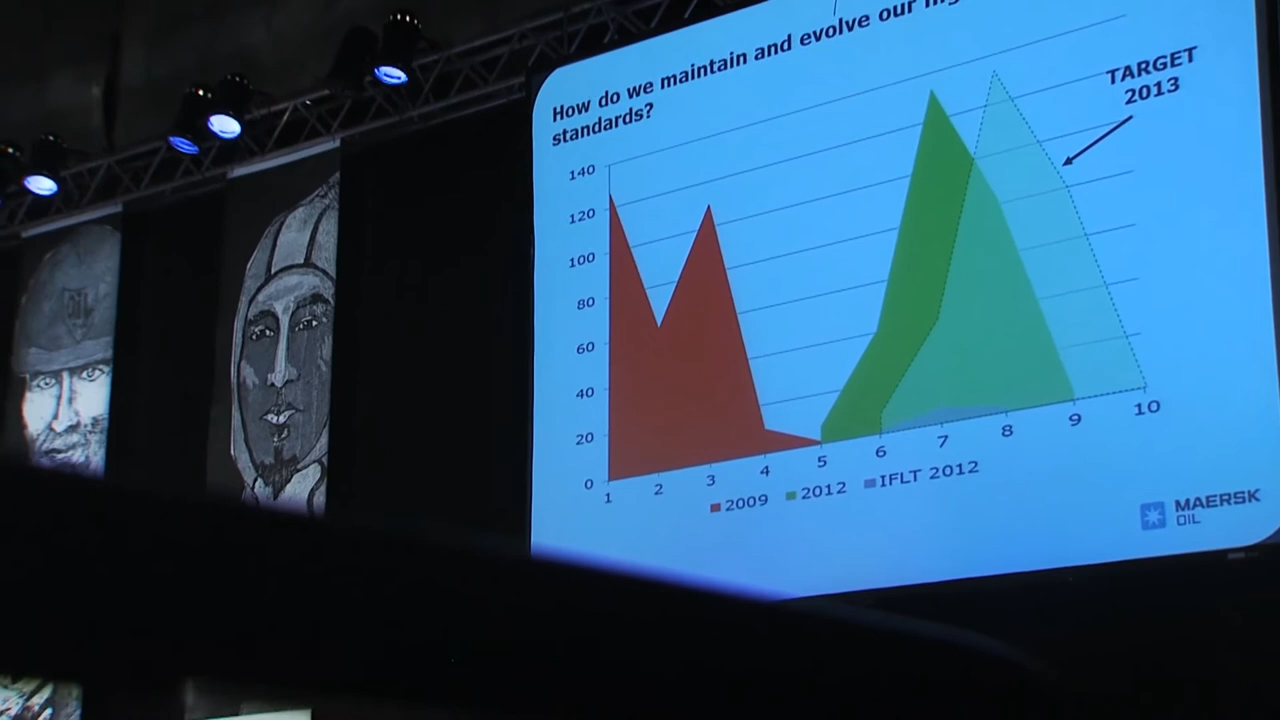 How do we maintain and evolve our
standards?
TARGET
2013
140
120
100
80
60
40
20
0
1 2 3 4 5 6 7 8 9 10
2009 2012 IFLT 2012
MAERSK
OIL